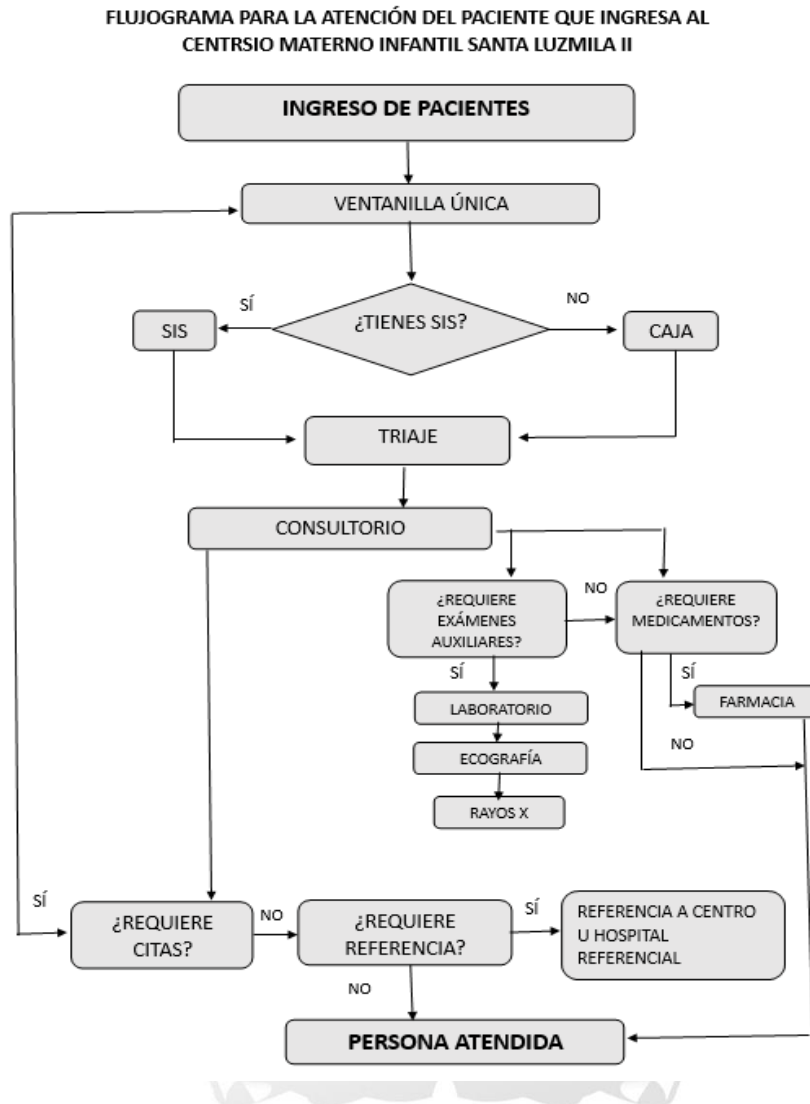 FLUJOGRAMA PARA LA ATENCIÓN DEL PACIENTE QUE INGRESA AL
CENTRSIO MATERNO INFANTIL SANTA LUZMILA II
INGRESO DE PACIENTES
VENTANILLA ÚNICA
SÍ
¿TIENES SIS?
NO
SIS
CAJA
TRIAJE
CONSULTORIO
¿REQUIERE
EXÁMENES
AUXILIARES?
NO
¿REQUIERE
MEDICAMENTOS?
SÍ
SÍ
LABORATORIO
FARMACIA
ECOGRAFÍA
NO
RAYOS X
SÍ
¿REQUIERE
CITAS?
NO
¿REQUIERE
REFERENCIA?
SÍ
REFERENCIA A CENTRO
U HOSPITAL
REFERENCIAL
NO
PERSONA ATENDIDA